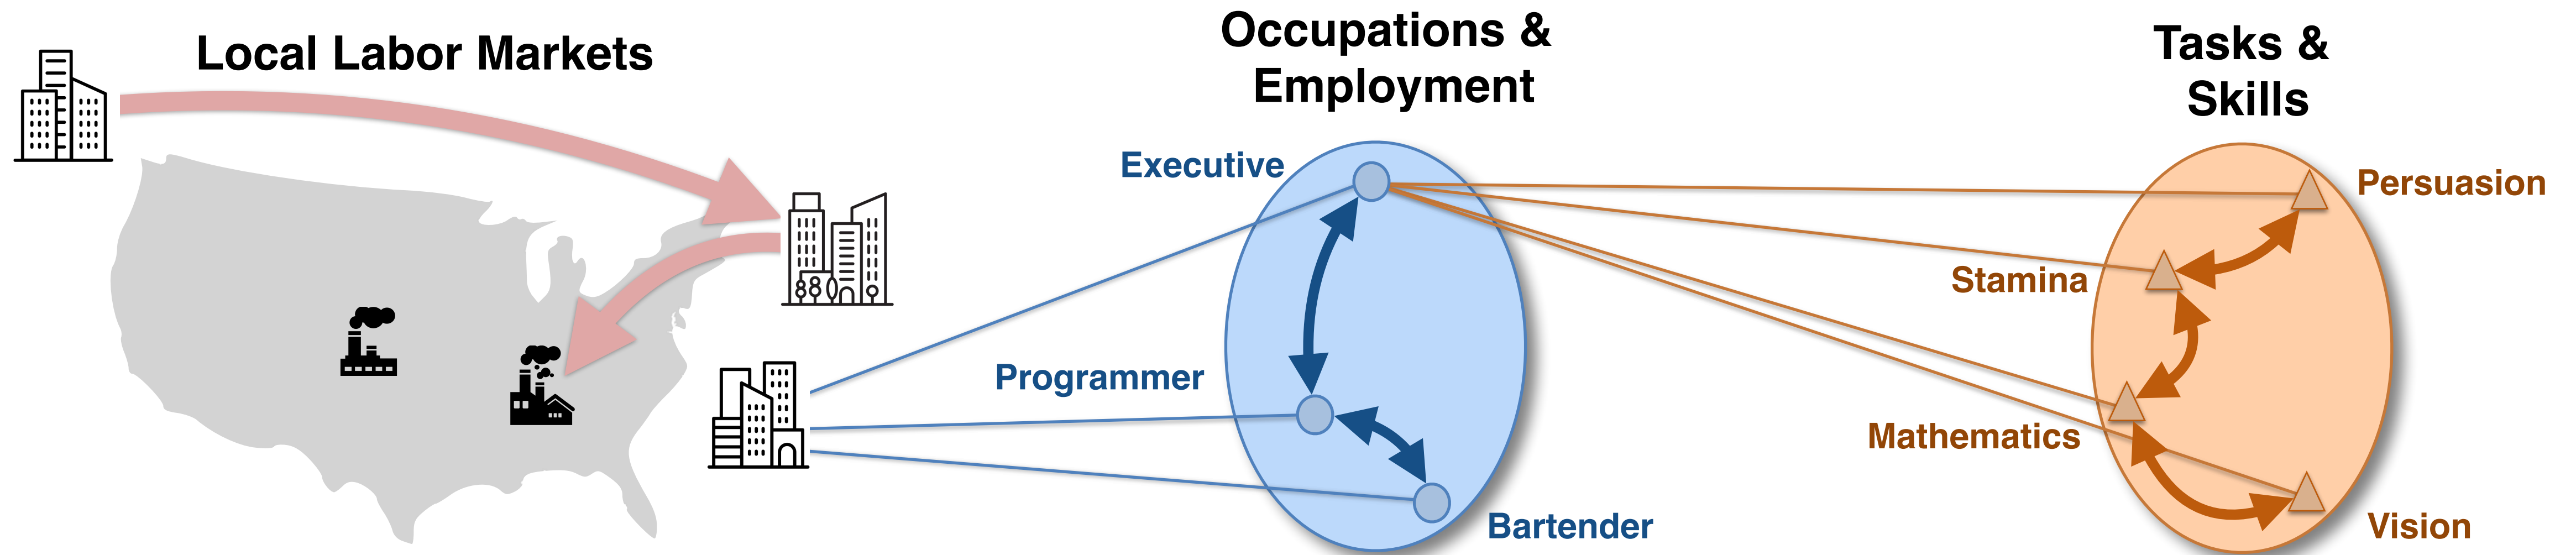 Local Labor Markets
Occupations &
Employment
Tasks &
Skills
Executive
Programmer
Bartender
Persuasion
Stamina
Mathematics
Vision